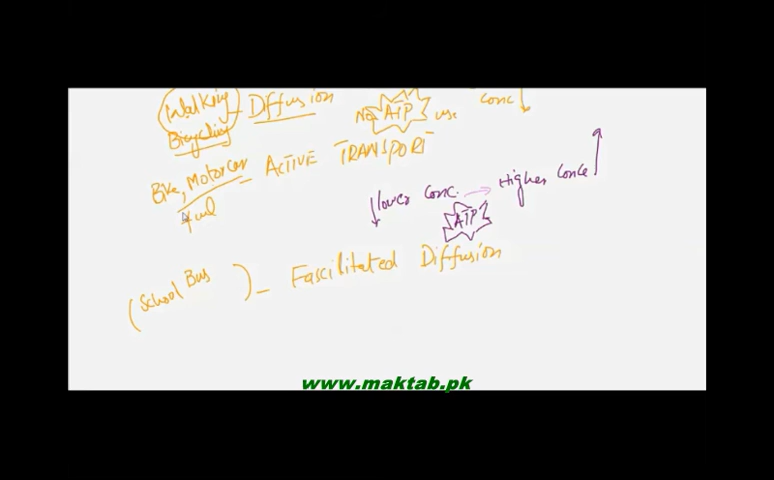 (Walking) - Diffusion No ATP use conc ↓
Bicycling
Bike, Motorcar - ACTIVE TRANSPORT
fuel
↓ lower conc. → Higher conce ↑
ATP
(School Bus) - Fascilitated Diffusion
www.maktab.pk